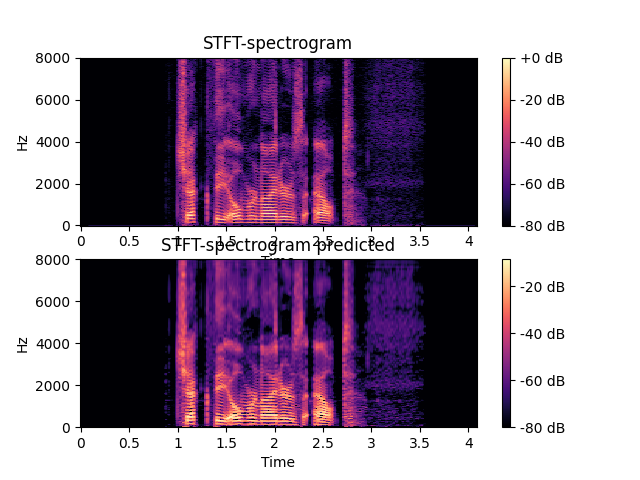 STFT-spectrogram
8000
6000
4000
2000
0
Hz
0 0.5 1 1.5 2 2.5 3 3.5 4
Time
+0 dB
-20 dB
-40 dB
-60 dB
-80 dB
STFT-spectrogram predicted
8000
6000
4000
2000
0
Hz
0 0.5 1 1.5 2 2.5 3 3.5 4
Time
-20 dB
-40 dB
-60 dB
-80 dB